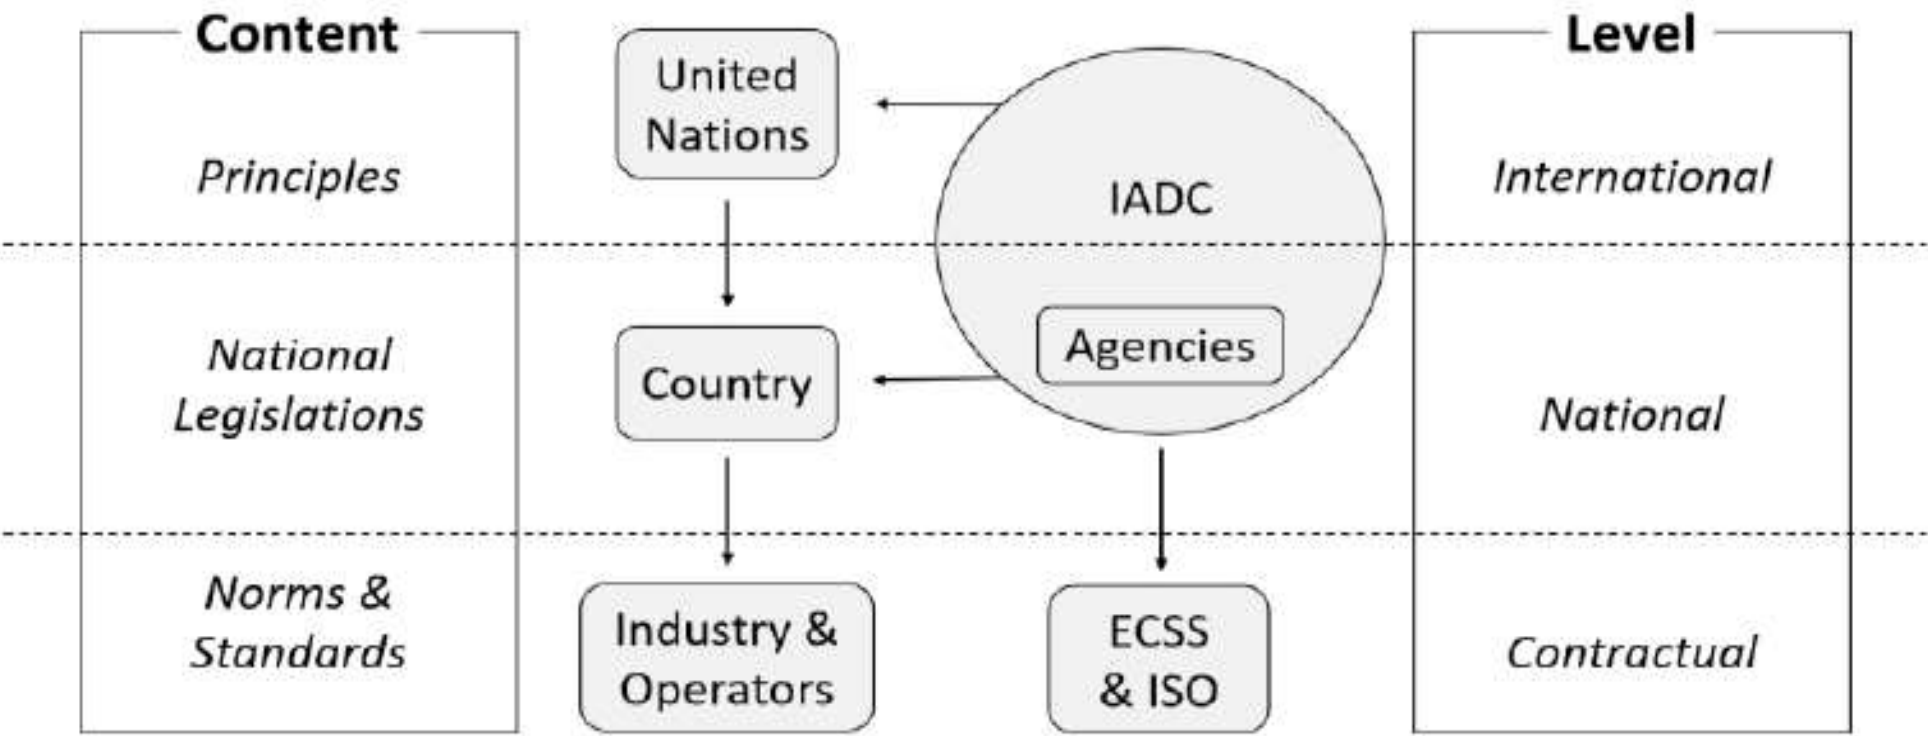 Content
Principles
National
Legislations
Norms &
Standards
United
Nations
Country
Industry &
Operators
IADC
Agencies
ECSS
& ISO
Level
International
National
Contractual